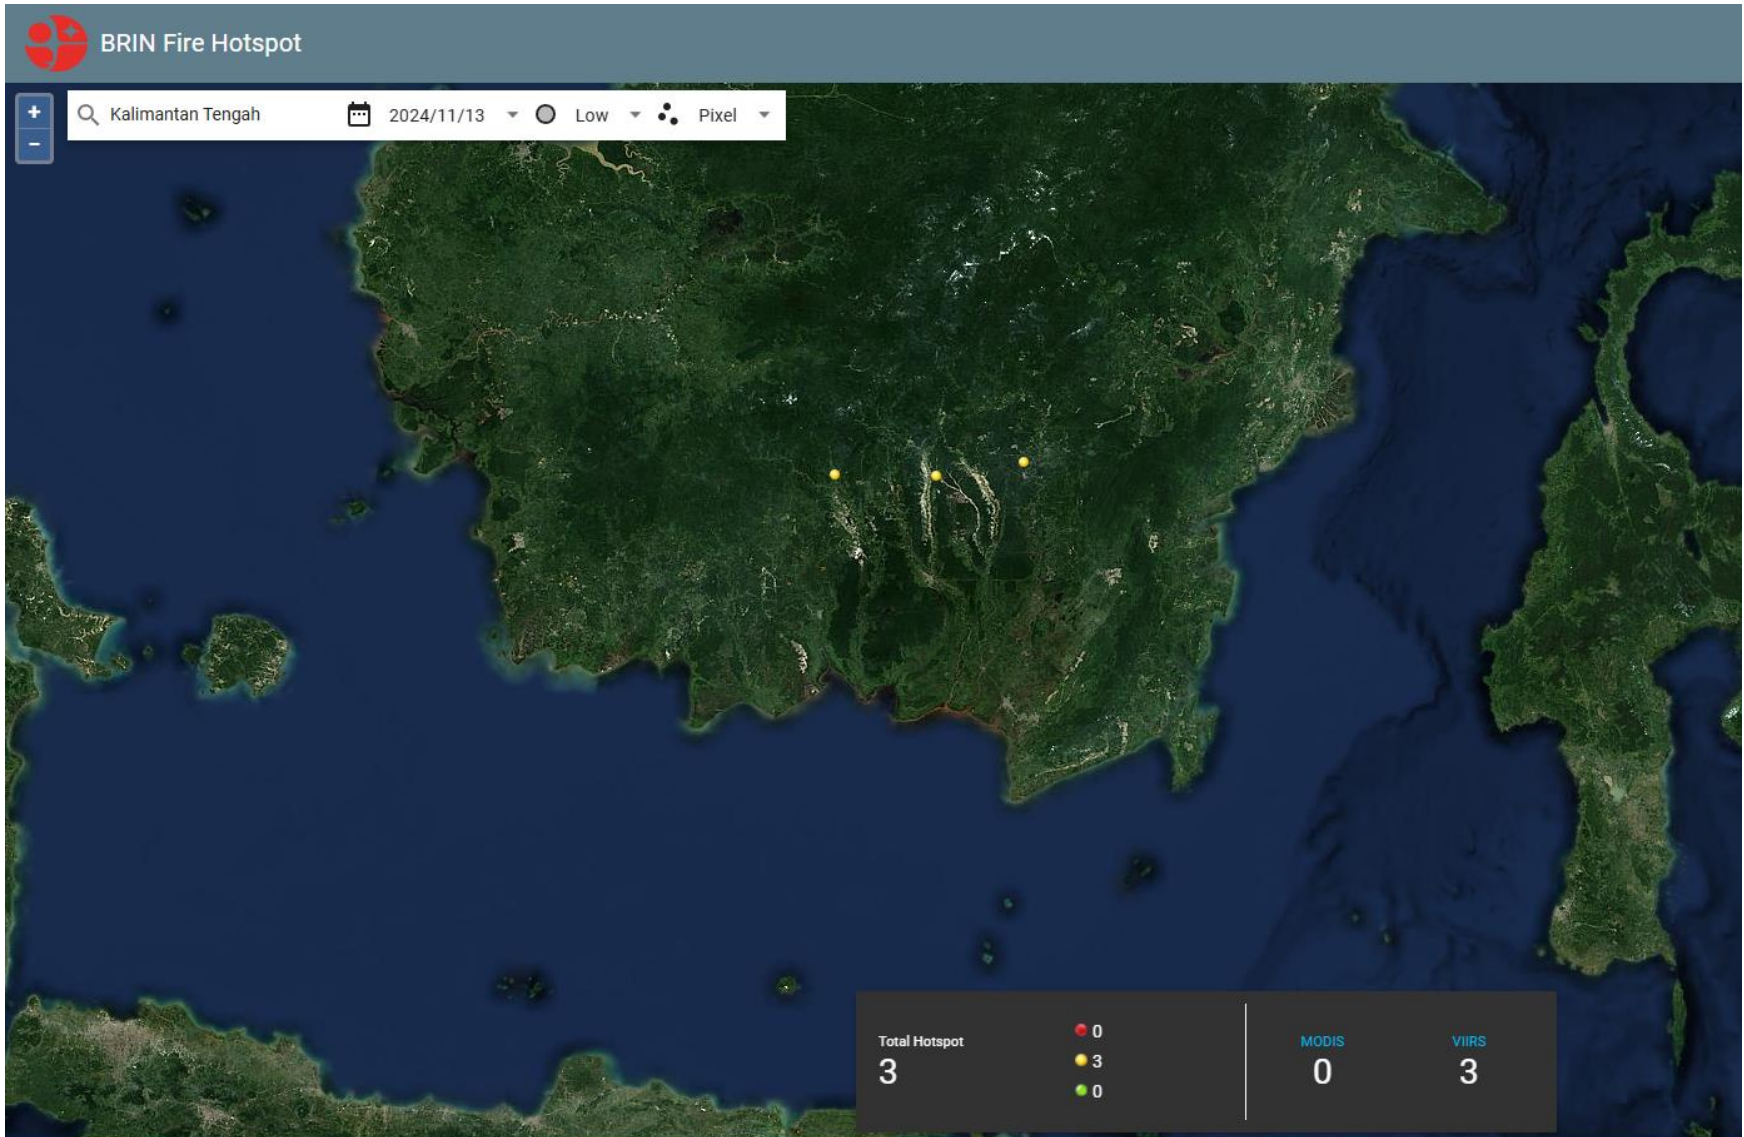 BRIN Fire Hotspot
+
Kalimantan Tengah 2024/11/13 Low Pixel
-
Total Hotspot
3
0
3
0
MODIS
0
VIIRS
3